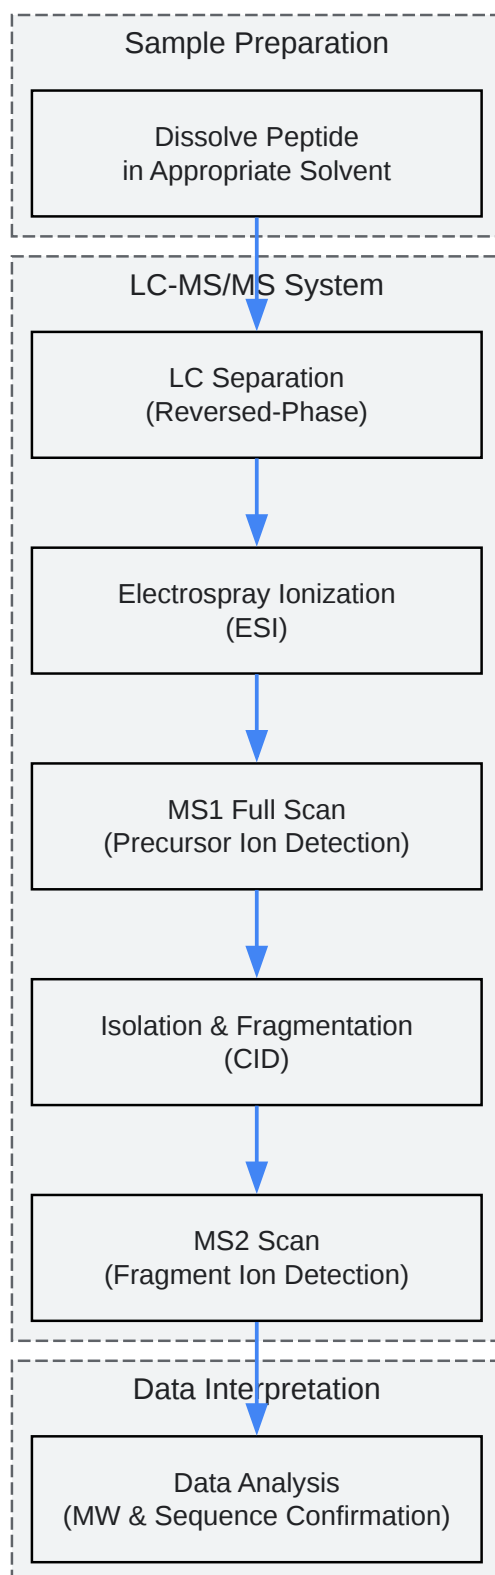 Sample Preparation
Dissolve Peptide
in Appropriate Solvent
LC-MS/MS System
LC Separation
(Reversed-Phase)
Electrospray Ionization
(ESI)
MS1 Full Scan
(Precursor Ion Detection)
Isolation & Fragmentation
(CID)
MS2 Scan
(Fragment Ion Detection)
Data Interpretation
Data Analysis
(MW & Sequence Confirmation)